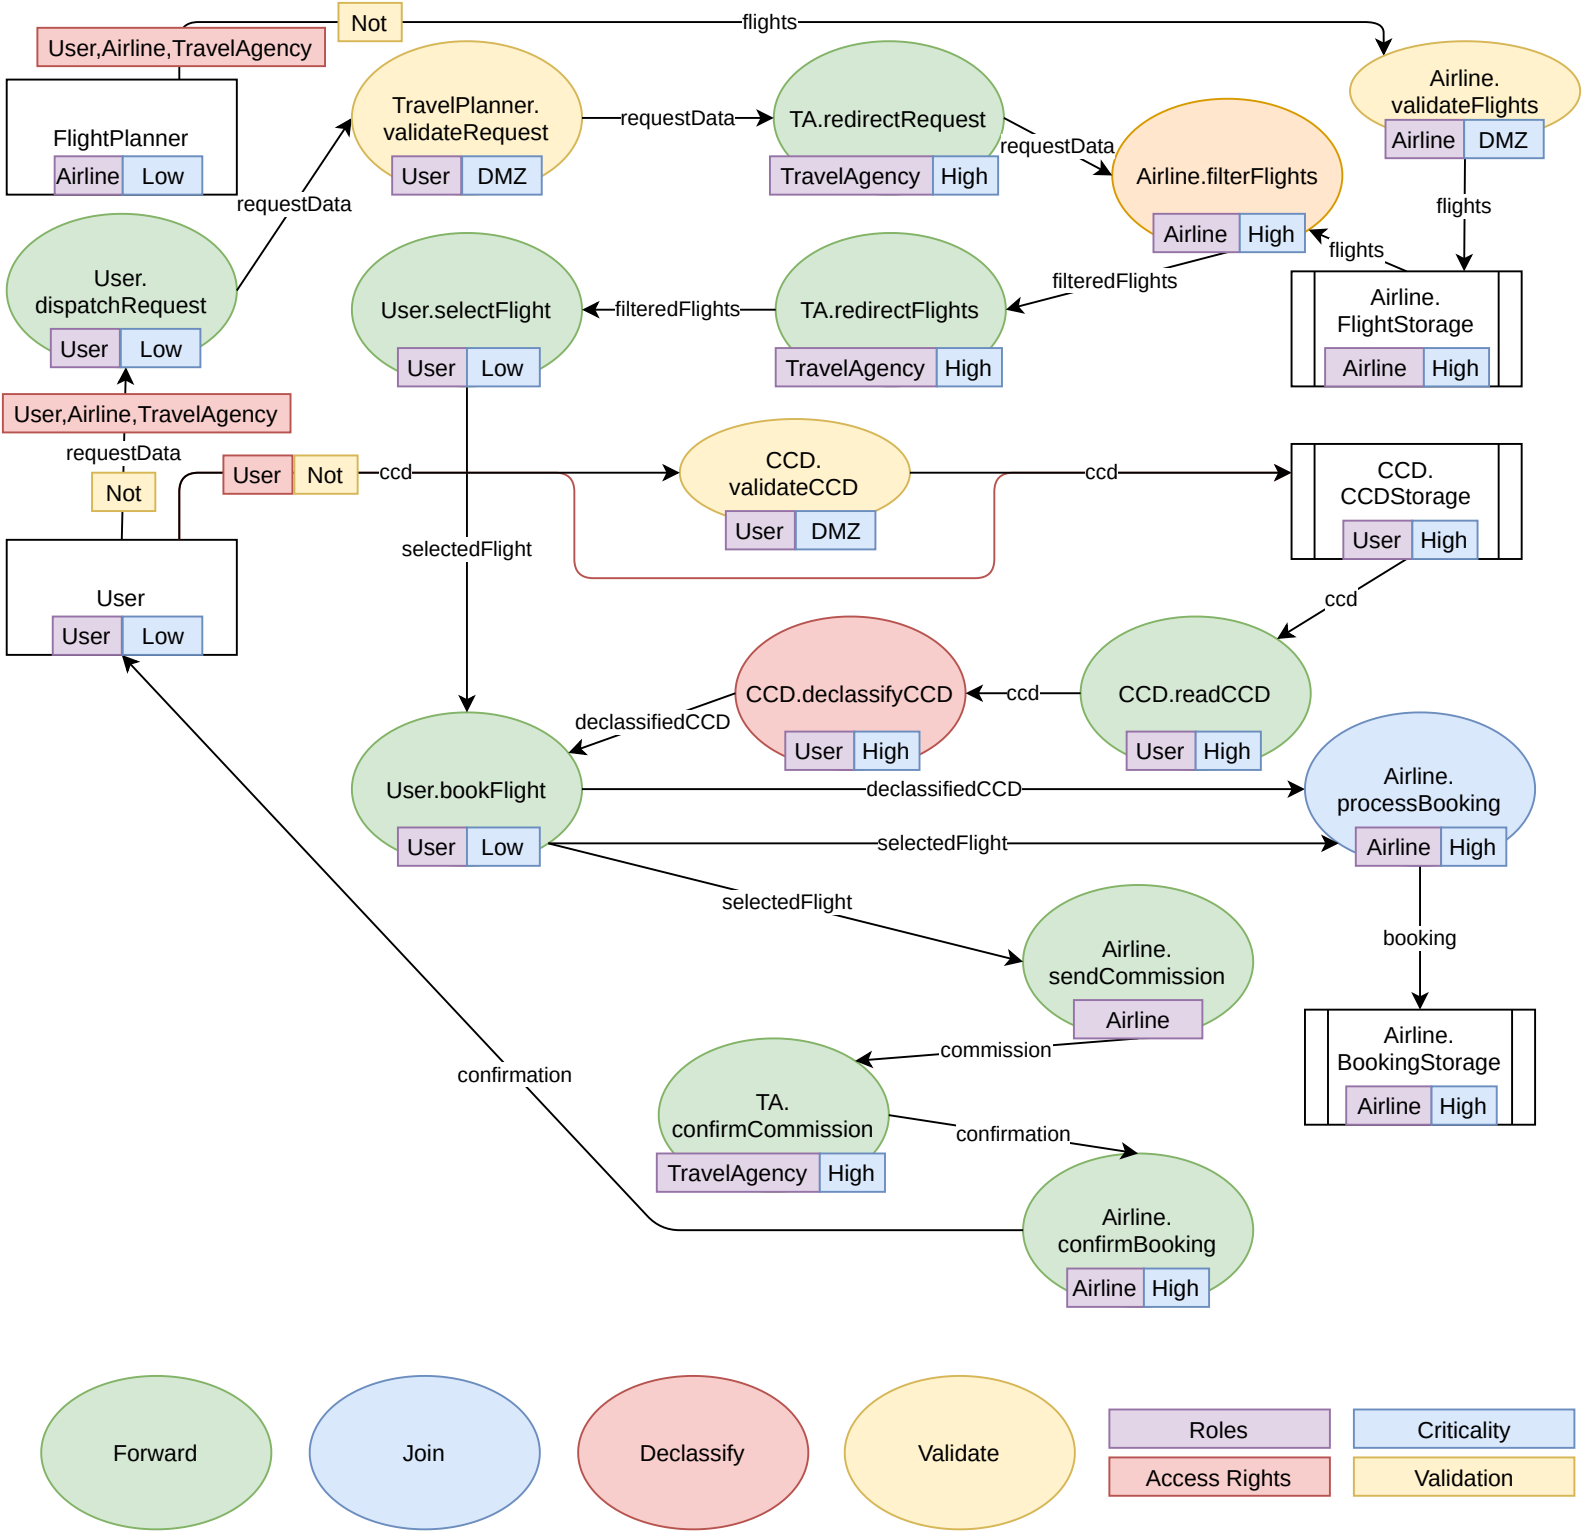 Not
flights
User,Airline,TravelAgency
FlightPlanner
Airline
Low
TravelPlanner.
validateRequest
User
DMZ
requestData
TA.redirectRequest
TravelAgency
High
requestData
Airline.filterFlights
Airline
High
Airline.
validateFlights
Airline
DMZ
flights
flights
requestData
User.
dispatchRequest
User
Low
User.selectFlight
User
Low
filteredFlights
TA.redirectFlights
TravelAgency
High
filteredFlights
Airline.
FlightStorage
Airline
High
User,Airline,TravelAgency
requestData
Not
User
Not
ccd
CCD.
validateCCD
User
DMZ
ccd
CCD.
CCDStorage
User
High
selectedFlight
User
User
Low
ccd
CCD.declassifyCCD
User
High
ccd
CCD.readCCD
User
High
declassifiedCCD
User.bookFlight
User
Low
declassifiedCCD
selectedFlight
Airline.
processBooking
Airline
High
selectedFlight
Airline.
sendCommission
Airline
booking
commission
Airline.
BookingStorage
Airline
High
confirmation
TA.
confirmCommission
TravelAgency
High
confirmation
Airline.
confirmBooking
Airline
High
Forward
Join
Declassify
Validate
Roles
Criticality
Access Rights
Validation